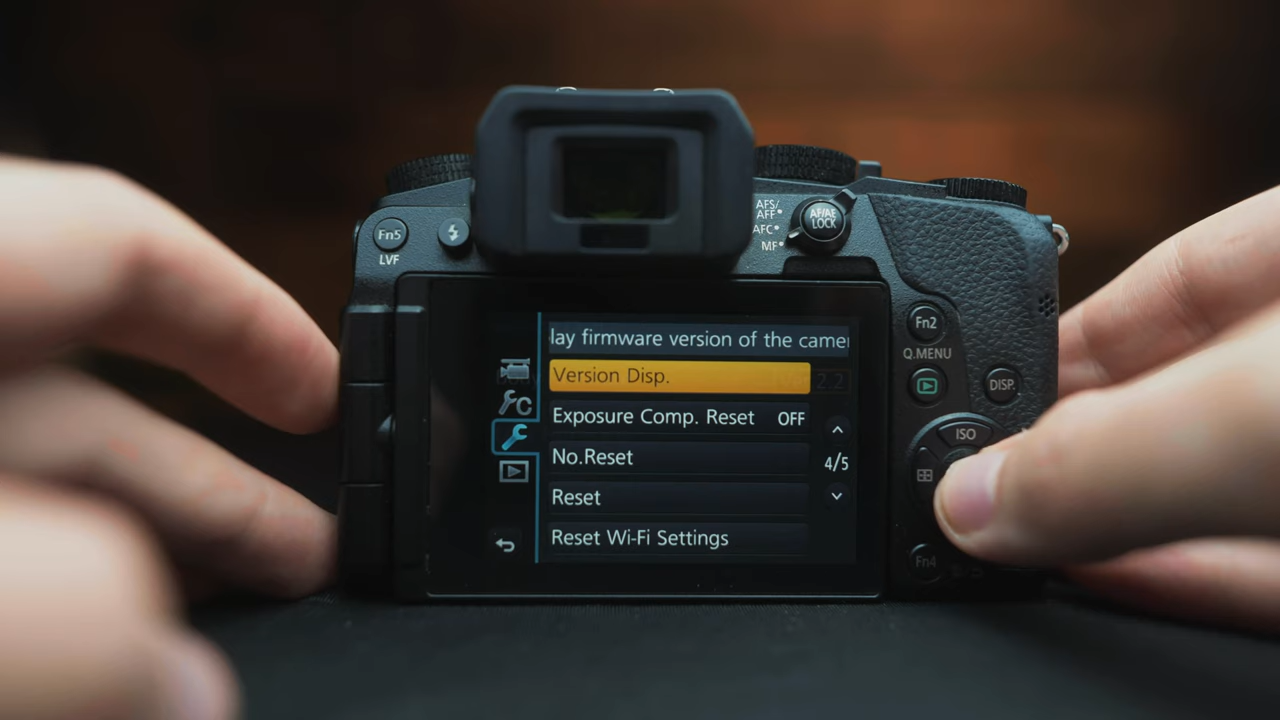 Fn5
LVF
AFS/
AFF
AFC
MF
AF/AE
LOCK
Fn2
Q.MENU
DISP.
ISO
Fn4
lay firmware version of the came
Version Disp.
Exposure Comp. Reset OFF
No.Reset
4/5
Reset
Reset Wi-Fi Settings